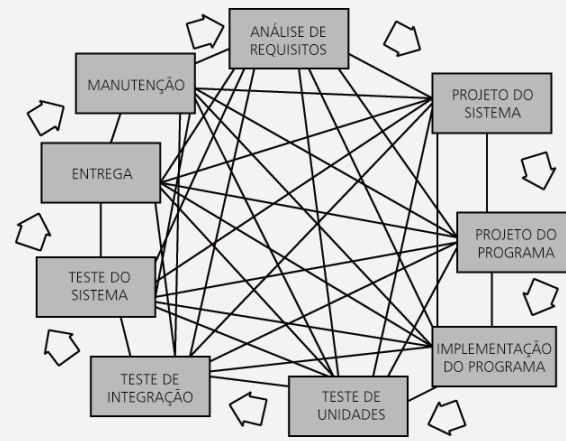 ANÁLISE DE
REQUISITOS
MANUTENÇÃO
PROJETO DO
SISTEMA
ENTREGA
PROJETO DO
PROGRAMA
TESTE DO
SISTEMA
IMPLEMENTAÇÃO
DO PROGRAMA
TESTE DE
INTEGRAÇÃO
TESTE DE
UNIDADES